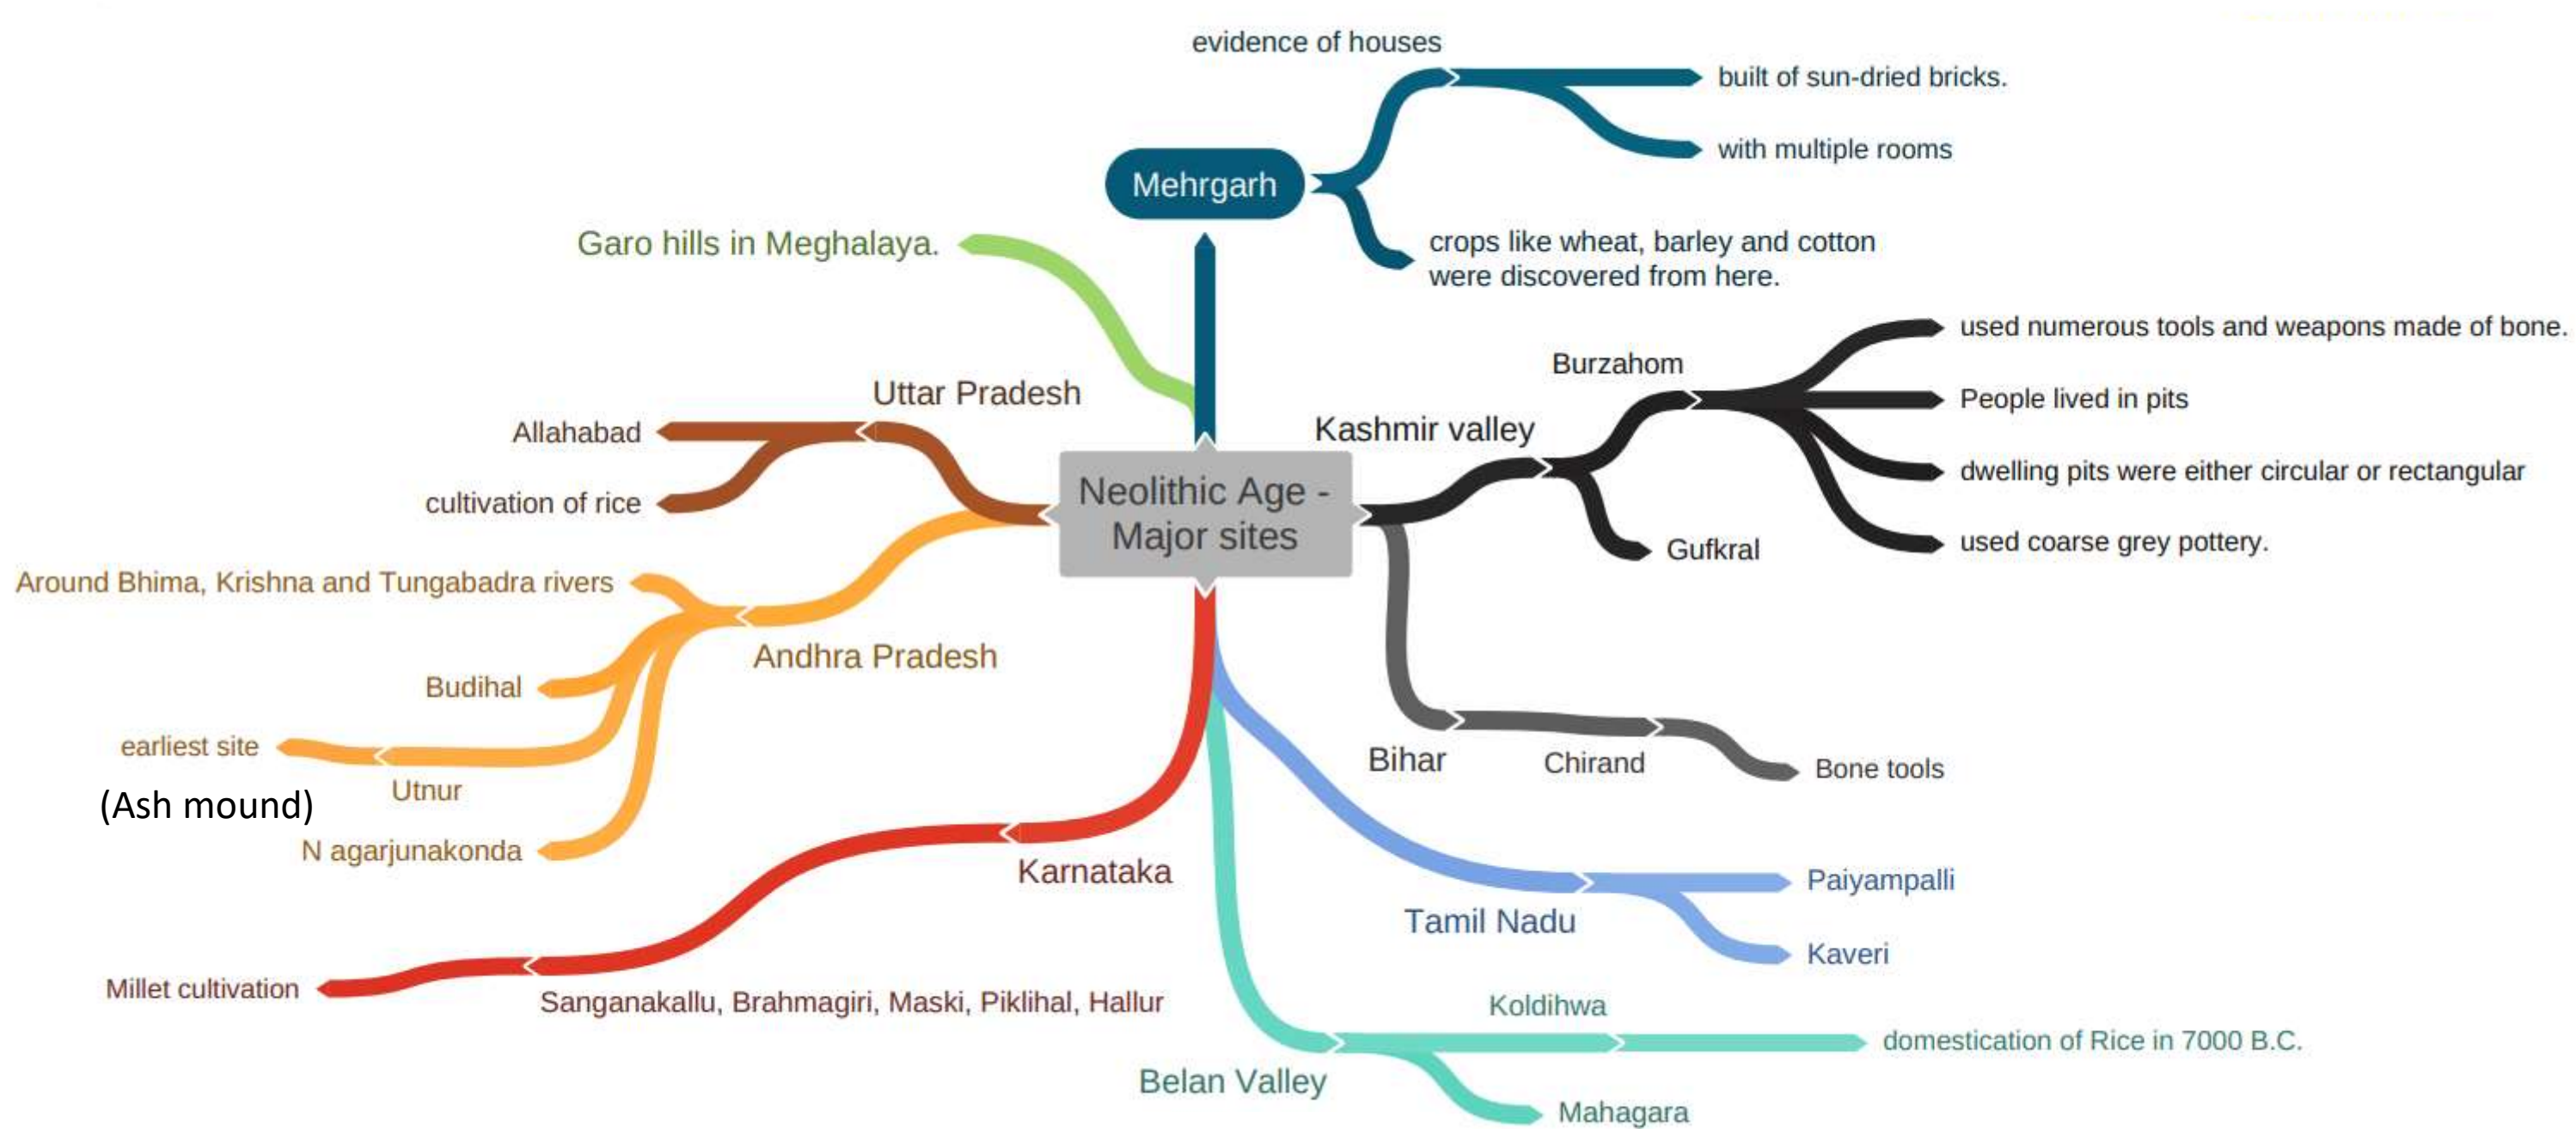 evidence of houses
built of sun-dried bricks.
with multiple rooms
Mehrgarh
crops like wheat, barley and cotton
were discovered from here.
Garo hills in Meghalaya.
used numerous tools and weapons made of bone.
Burzahom
People lived in pits
Kashmir valley
dwelling pits were either circular or rectangular
used coarse grey pottery.
Gufkral
Uttar Pradesh
Allahabad
cultivation of rice
Neolithic Age -
Major sites
Around Bhima, Krishna and Tungabadra rivers
Andhra Pradesh
Budihal
earliest site
Utnur
(Ash mound)
N agarjunakonda
Bihar
Chirand
Bone tools
Karnataka
Millet cultivation
Sanganakallu, Brahmagiri, Maski, Piklihal, Hallur
Tamil Nadu
Paiyampalli
Kaveri
Koldihwa
domestication of Rice in 7000 B.C.
Belan Valley
Mahagara